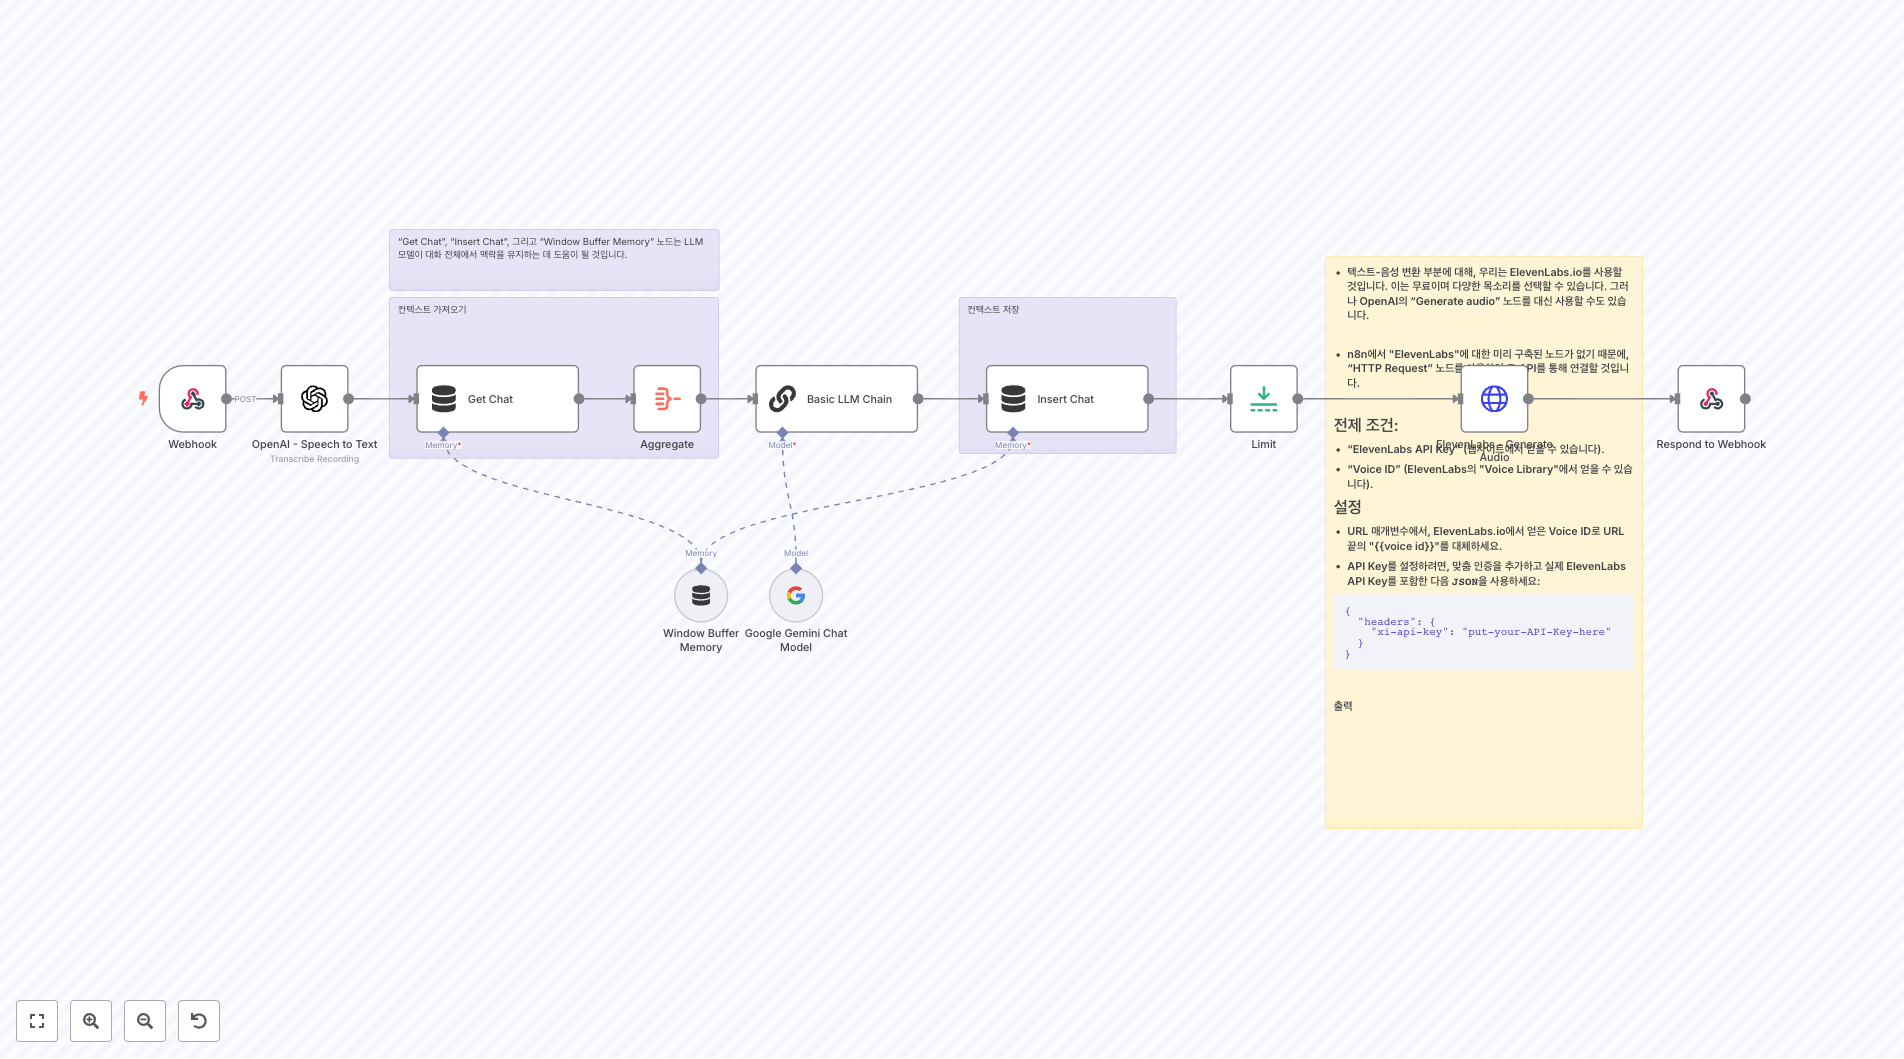 “Get Chat”, “Insert Chat”, 그리고 “Window Buffer Memory” 노드는 LLM
모델이 대화 전체에서 맥락을 유지하는 데 도움이 될 것입니다.
컨텍스트 가져오기
컨텍스트 저장
Webhook
POST
OpenAI - Speech to Text
Transcribe Recording
Get Chat
Memory*
Aggregate
Basic LLM Chain
Model*
Insert Chat
Memory*
Limit
Memory
Window Buffer
Memory
Model
Google Gemini Chat
Model
• 텍스트-음성 변환 부분에 대해, 우리는 ElevenLabs.io를 사용할
것입니다. 이는 무료이며 다양한 목소리를 선택할 수 있습니다. 그러
나 OpenAI의 “Generate audio” 노드를 대신 사용할 수도 있습
니다.
• n8n에서 "ElevenLabs"에 대한 미리 구축된 노드가 없기 때문에,
“HTTP Request” 노드를 API를 통해 연결할 것입니
다.
전제 조건:
ElevenLabs - Generate
Audio
• “ElevenLabs API Key” (웹사이트에서 얻을 수 있습니다).
• “Voice ID” (ElevenLabs의 "Voice Library"에서 얻을 수 있습
니다).
설정
• URL 매개변수에서, ElevenLabs.io에서 얻은 Voice ID로 URL
끝의 "{{voice id}}"를 대체하세요.
• API Key를 설정하려면, 맞춤 인증을 추가하고 실제 ElevenLabs
API Key를 포함한 다음 JSON을 사용하세요:
{
"headers": {
"xi-api-key": "put-your-API-Key-here"
}
}
출력
Respond to Webhook